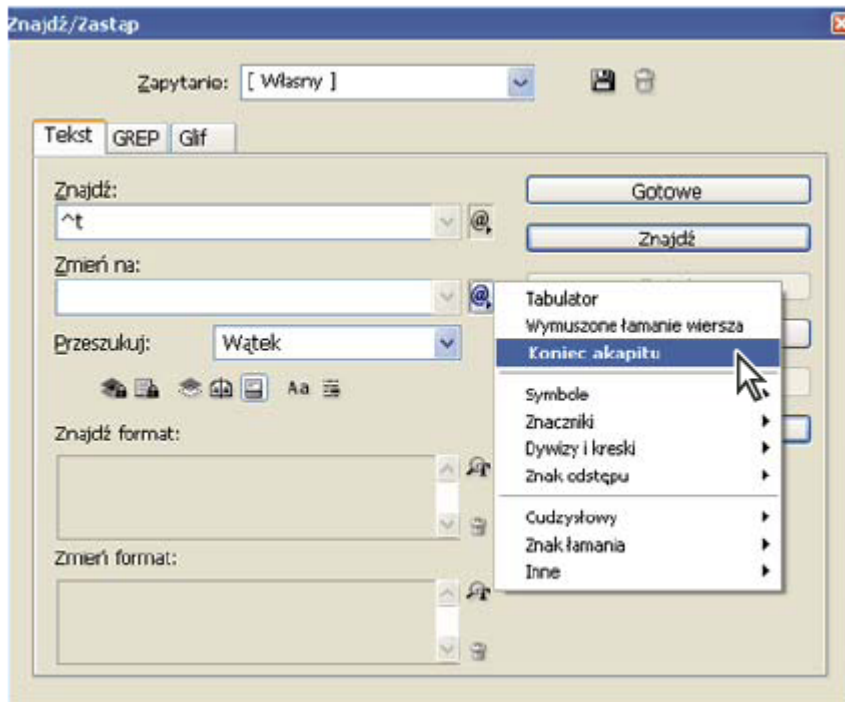 Znajdź/Zastąp
Zapytanie: [ Własny ]
Tekst GREP Glif
Znajdź:
^t
Gotowe
Znajdź
Zmień na:
Tabulator
Wymuszone łamanie wiersza
Koniec akapitu
Symbole
Znaczniki
Dywizy i kreski
Znak odstępu
Cudzysłowy
Znak łamania
Inne
Przeszukuj: Wątek
Aa
Znajdź format:
Zmień format: